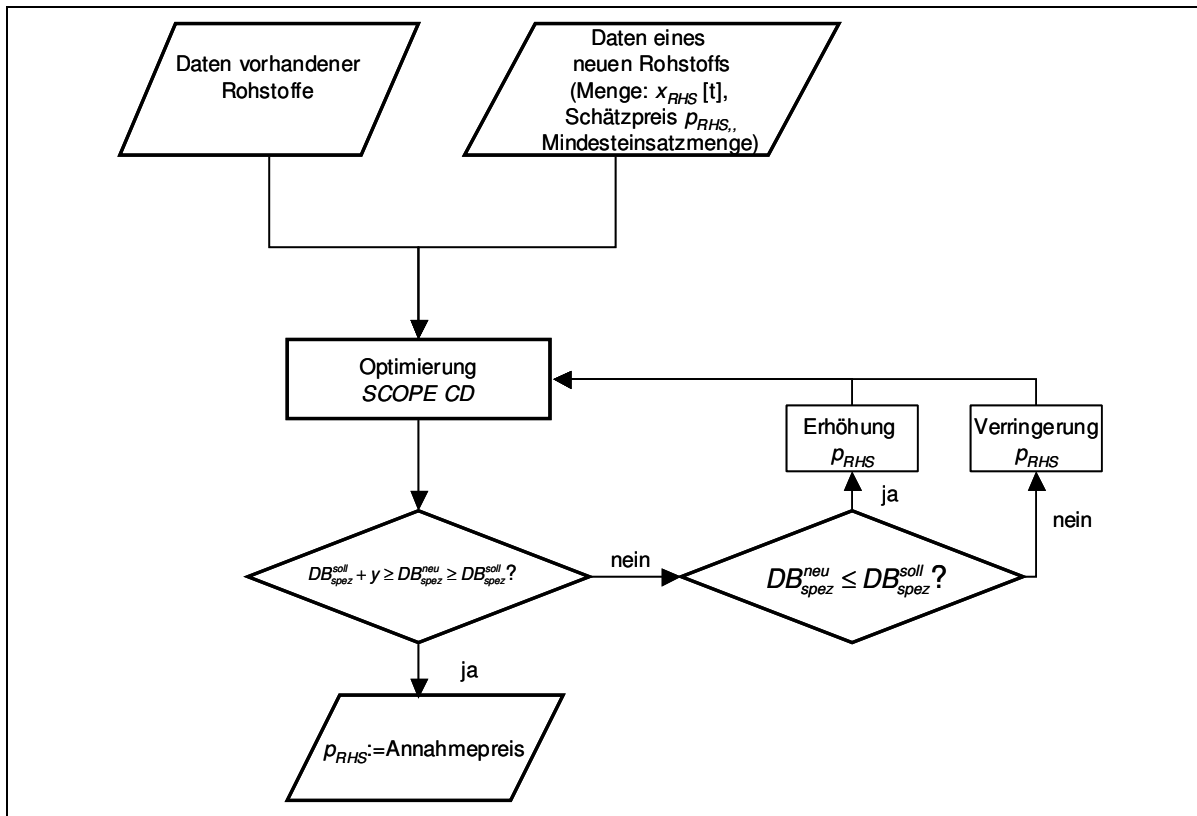 Daten vorhandener
Rohstoffe
Daten eines
neuen Rohstoffs
(Menge: x_RHS [t],
Schätzpreis p_RHS,,
Mindesteinsatzmenge)
Optimierung
SCOPE CD
Erhöhung
p_RHS
Verringerung
p_RHS
ja
nein
DB_spez^soll + y ≥ DB_spez^neu ≥ DB_spez^soll?
nein
DB_spez^neu ≤ DB_spez^soll?
ja
p_RHS:=Annahmepreis